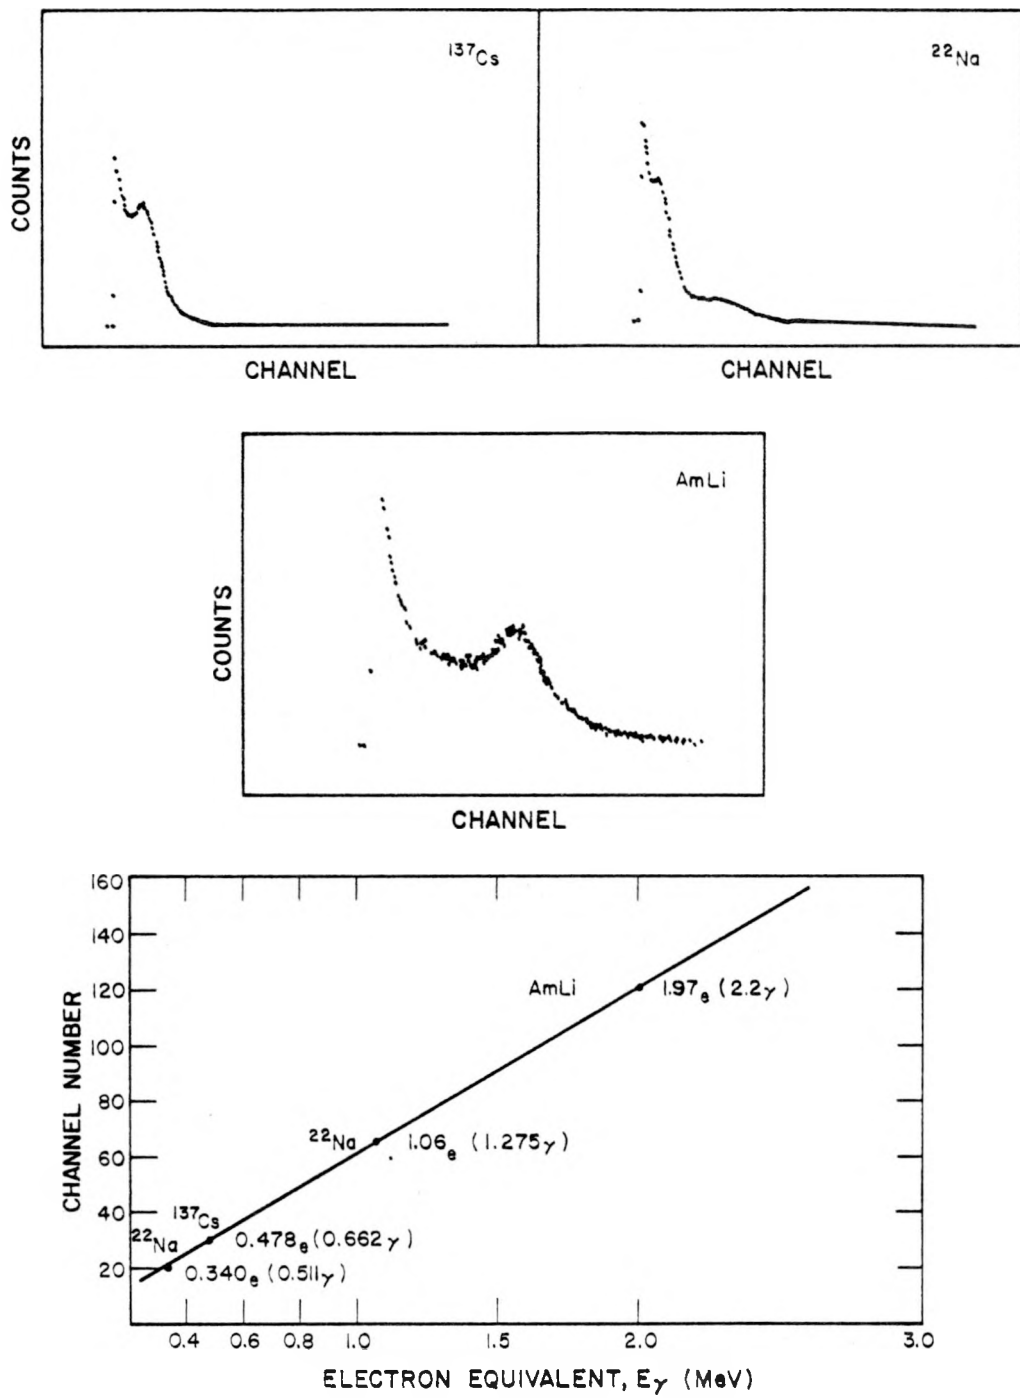 ¹³⁷Cs
²²Na
COUNTS
CHANNEL
CHANNEL
AmLi
COUNTS
CHANNEL
160
140
120
100
80
60
40
20
CHANNEL NUMBER
AmLi
1.97ₑ (2.2γ)
²²Na
1.06ₑ (1.275γ)
¹³⁷Cs
0.478ₑ (0.662γ)
²²Na
0.340ₑ (0.511γ)
0.4 0.6 0.8 1.0 1.5 2.0 3.0
ELECTRON EQUIVALENT, Eγ (MeV)